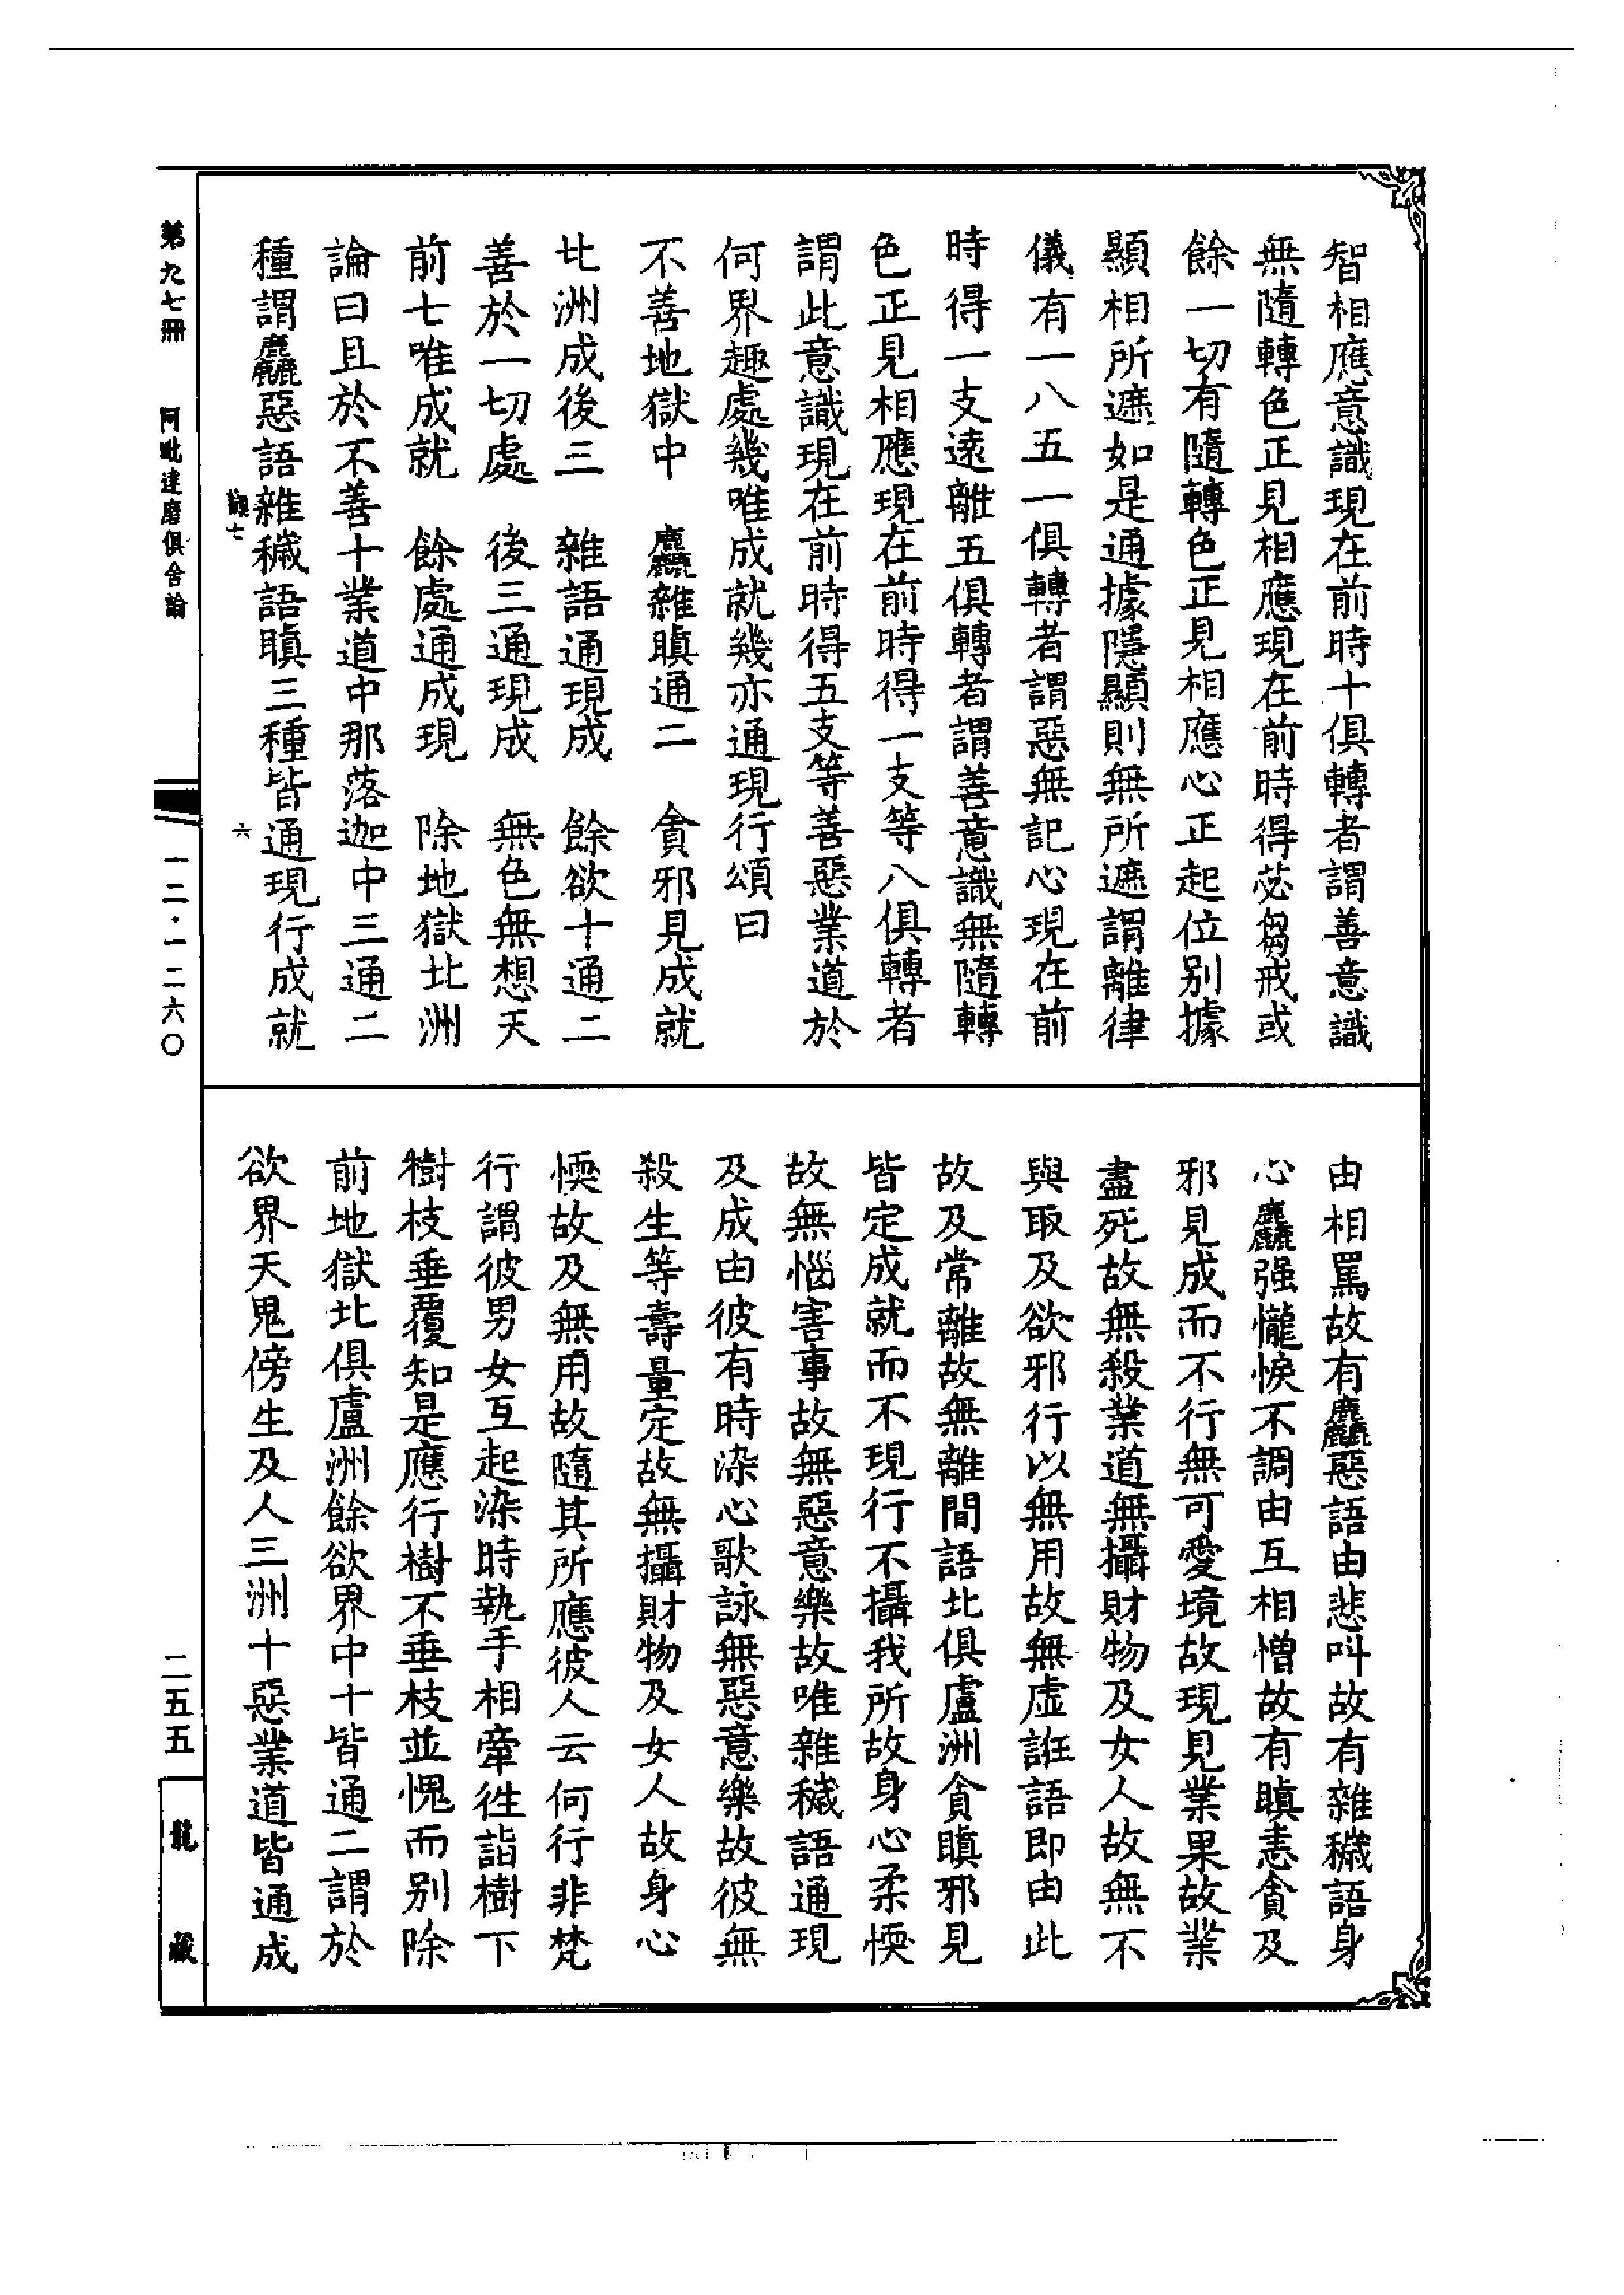 智相應意識現在前時十俱轉者謂善意識
無隨轉色正見相應現在前時得苾芻戒或
餘一切有隨轉色正見相應心正起位别據
顯相所遮如是通據隱顯則無所遮謂離律
儀有一八五一俱轉者謂惡無記心現在前
時得一支遠離五俱轉者謂善意識無隨轉
色正見相應現在前時得一支等八俱轉者
謂此意識現在前時得五支等善惡業道於
何界趣處幾唯成就幾亦通現行頌曰
不善地獄中　麤雜瞋通二　貪邪見成就
北洲成後三　雜語通現成　餘欲十通二
善於一切處　後三通現成　無色無想天
前七唯成就　餘處通成現　除地獄北洲
論曰且於不善十業道中那落迦中三通二
種謂麤惡語雜穢語瞋三種皆通現行成就
由相罵故有麤惡語由悲叫故有雜穢語身
心麤强𢤱悷不調由互相憎故有瞋恚貪及
邪見成而不行無可愛境故現見業果故業
盡死故無殺業道無攝財物及女人故無不
與取及欲邪行以無用故無虛誑語即由此
故及常離故無離間語北俱盧洲貪瞋邪見
皆定成就而不現行不攝我所故身心柔愞
故無惱害事故無惡意樂故唯雜穢語通現
及成由彼有時染心歌詠無惡意樂故彼無
殺生等壽量定故無攝財物及女人故身心
愞故及無用故隨其所應彼人云何行非梵
行謂彼男女互起染時執手相牽往詣樹下
樹枝垂覆知是應行樹不垂枝並愧而别除
前地獄北俱盧洲餘欲界中十皆通二謂於
欲界天鬼傍生及人三洲十惡業道皆通成
顛七
六
第九七冊　阿毗達磨俱舍論
一二·一二六〇
二五五
龍藏